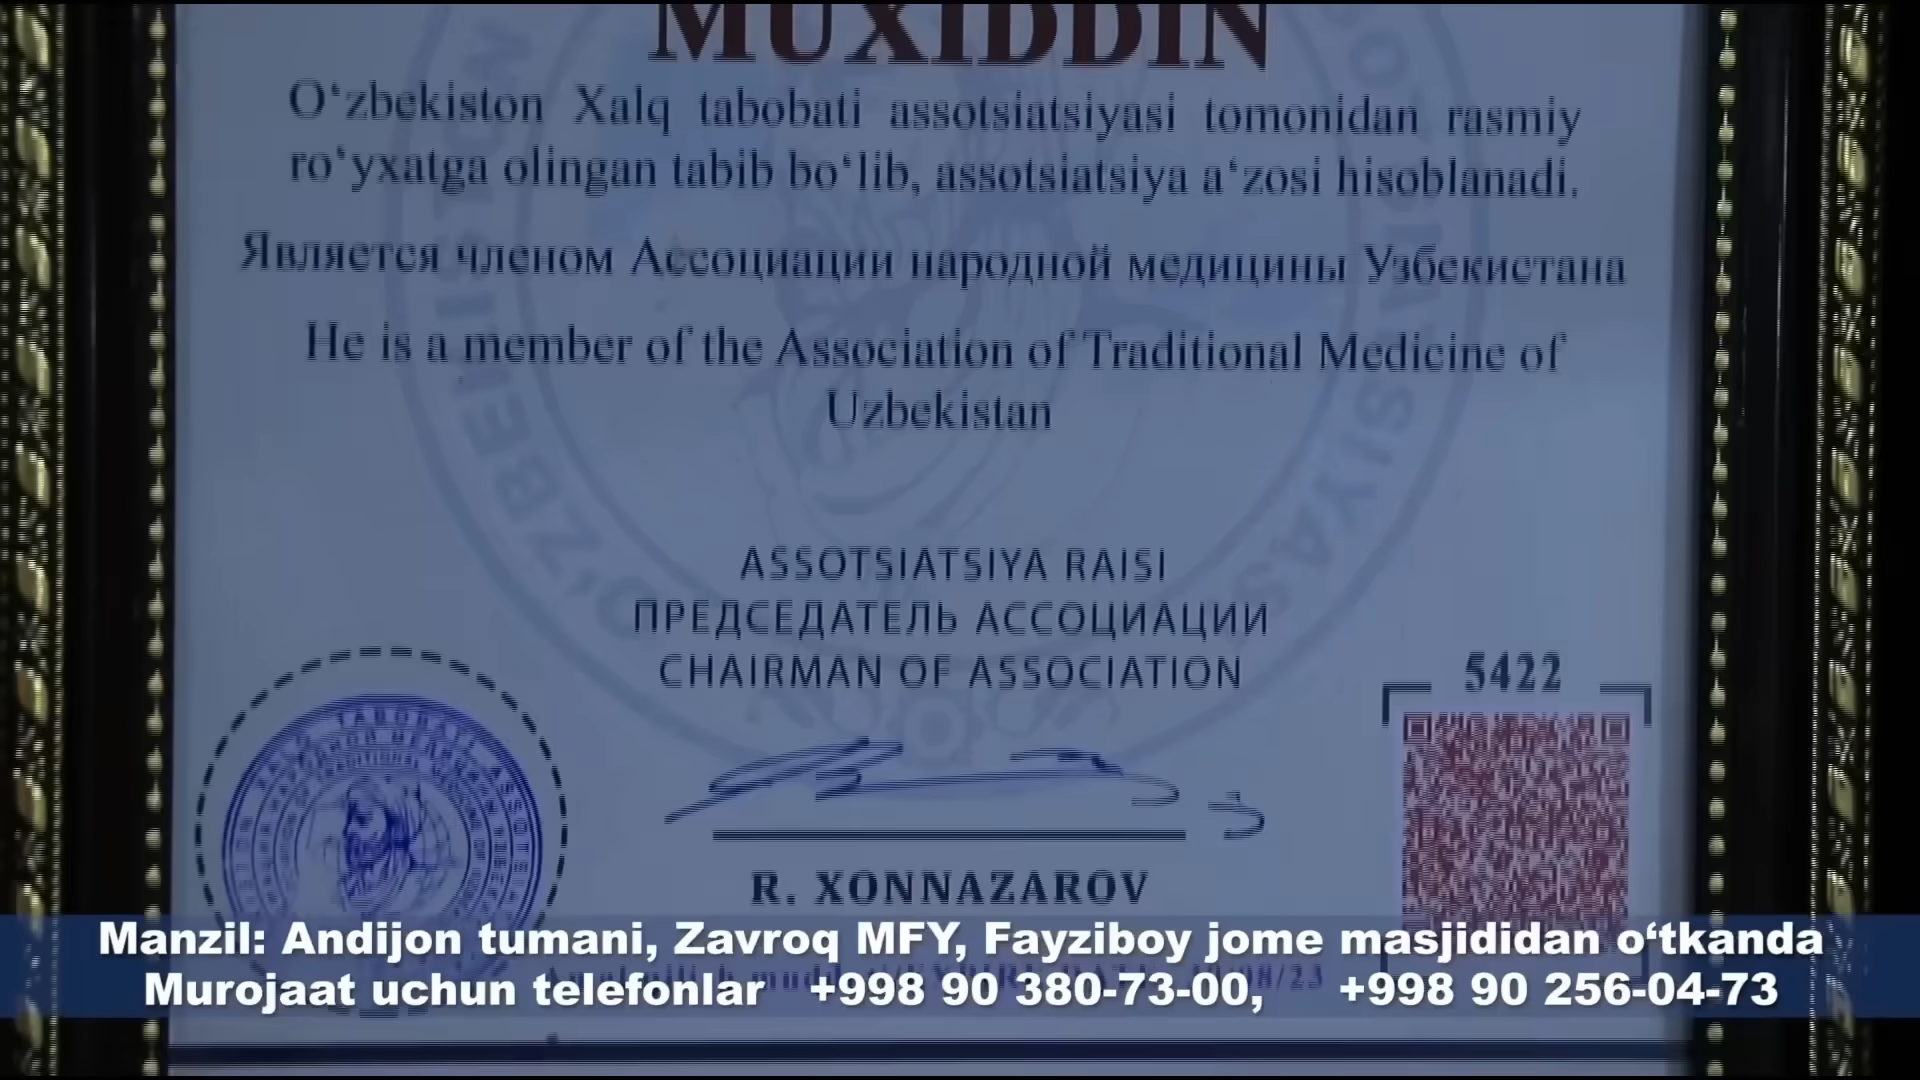 MUXIDDIN
O‘zbekiston Xalq tabobati assotsiatsiyasi tomonidan rasmiy
ro‘yxatga olingan tabib bo‘lib, assotsiatsiya a‘zosi hisoblanadi.
Является членом Ассоциации народной медицины Узбекистана
He is a member of the Association of Traditional Medicine of
Uzbekistan
ASSOTSIATSIYA RAISI
ПРЕДСЕДАТЕЛЬ АССОЦИАЦИИ
CHAIRMAN OF ASSOCIATION
5422
R. XONNAZAROV
Manzil: Andijon tumani, Zavroq MFY, Fayziboy jome masjididan o‘tkanda
Murojaat uchun telefonlar +998 90 380-73-00, +998 90 256-04-73